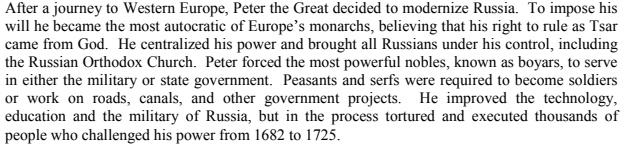 After a journey to Western Europe, Peter the Great decided to modernize Russia.  To impose his
will he became the most autocratic of Europe's monarchs, believing that his right to rule as Tsar
came from God.  He centralized his power and brought all Russians under his control, including
the Russian Orthodox Church.  Peter forced the most powerful nobles, known as boyars, to serve
in either the military or state government.  Peasants and serfs were required to become soldiers
or work on roads, canals, and other government projects.  He improved the technology,
education and the military of Russia, but in the process tortured and executed thousands of
people who challenged his power from 1682 to 1725.